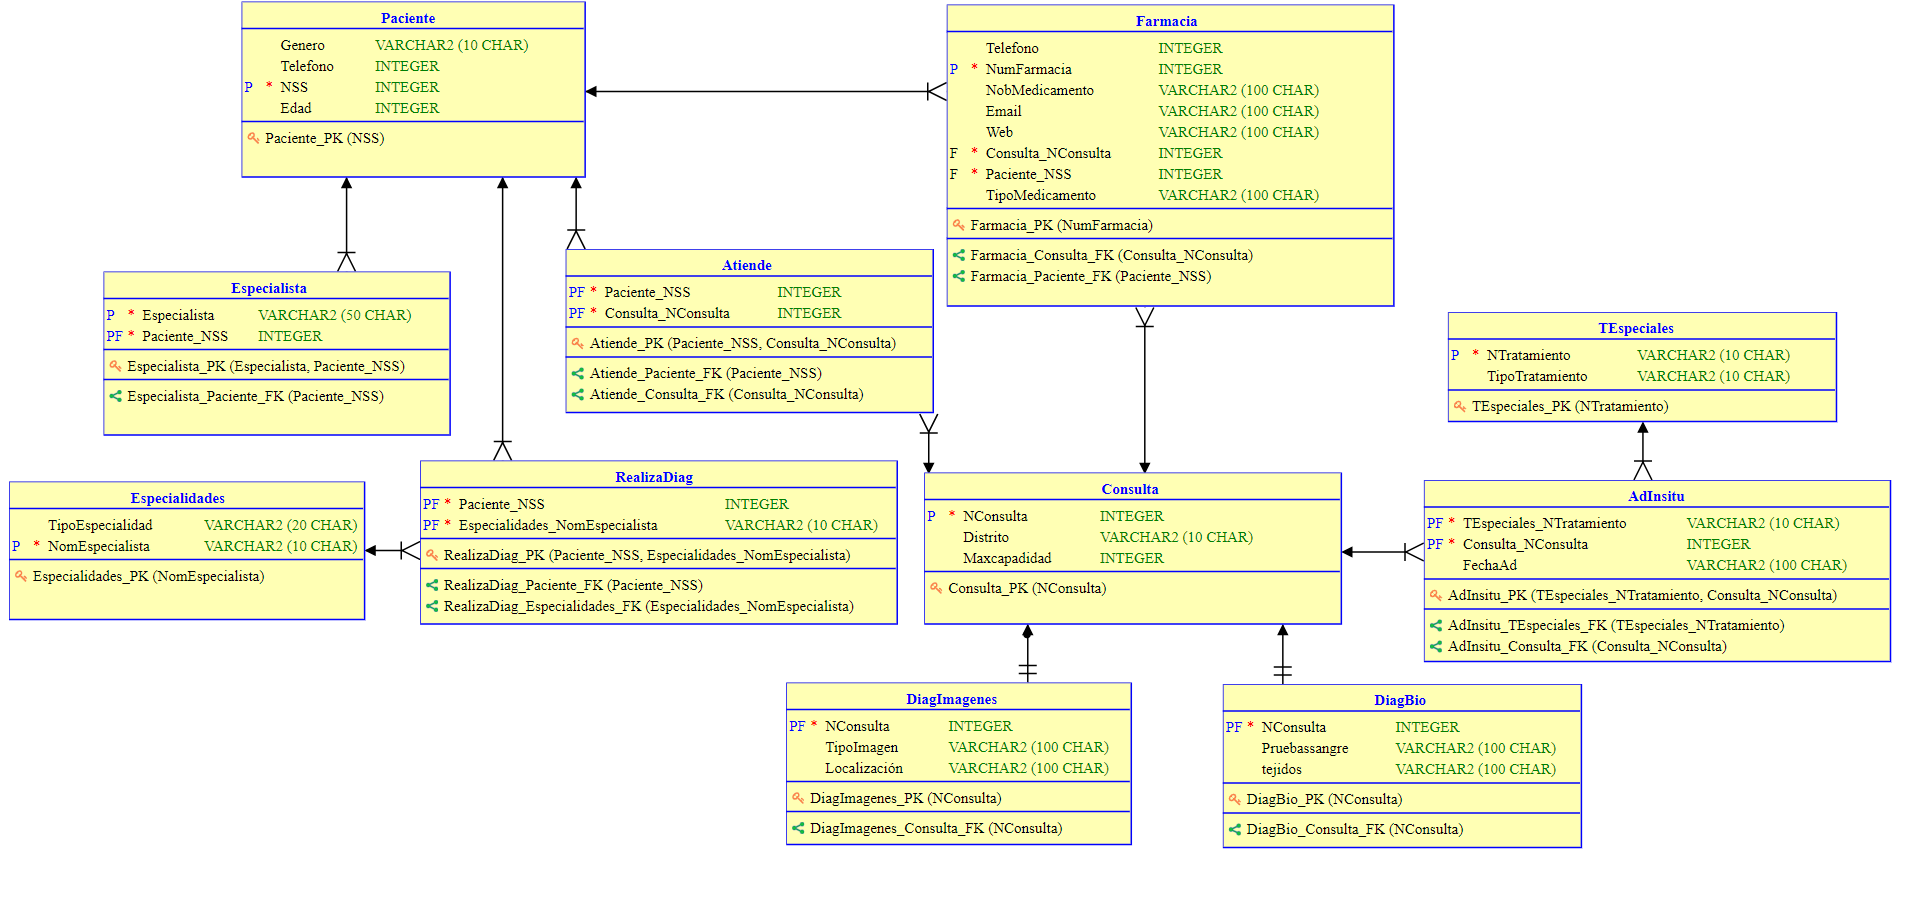 Paciente
Genero VARCHAR2 (10 CHAR)
Telefono INTEGER
P * NSS INTEGER
Edad INTEGER
Paciente_PK (NSS)
Farmacia
Telefono INTEGER
P * NumFarmacia INTEGER
NobMedicamento VARCHAR2 (100 CHAR)
Email VARCHAR2 (100 CHAR)
Web VARCHAR2 (100 CHAR)
F * Consulta_NConsulta INTEGER
F * Paciente_NSS INTEGER
TipoMedicamento VARCHAR2 (100 CHAR)
Farmacia_PK (NumFarmacia)
Farmacia_Consulta_FK (Consulta_NConsulta)
Farmacia_Paciente_FK (Paciente_NSS)
Especialista
P * Especialista VARCHAR2 (50 CHAR)
PF * Paciente_NSS INTEGER
Especialista_PK (Especialista, Paciente_NSS)
Especialista_Paciente_FK (Paciente_NSS)
Atiende
PF * Paciente_NSS INTEGER
PF * Consulta_NConsulta INTEGER
Atiende_PK (Paciente_NSS, Consulta_NConsulta)
Atiende_Paciente_FK (Paciente_NSS)
Atiende_Consulta_FK (Consulta_NConsulta)
TEspeciales
P * NTratamiento VARCHAR2 (10 CHAR)
TipoTratamiento VARCHAR2 (10 CHAR)
TEspeciales_PK (NTratamiento)
Especialidades
TipoEspecialidad VARCHAR2 (20 CHAR)
P * NomEspecialista VARCHAR2 (10 CHAR)
Especialidades_PK (NomEspecialista)
RealizaDiag
PF * Paciente_NSS INTEGER
PF * Especialidades_NomEspecialista VARCHAR2 (10 CHAR)
RealizaDiag_PK (Paciente_NSS, Especialidades_NomEspecialista)
RealizaDiag_Paciente_FK (Paciente_NSS)
RealizaDiag_Especialidades_FK (Especialidades_NomEspecialista)
Consulta
P * NConsulta INTEGER
Distrito VARCHAR2 (10 CHAR)
Maxcapadidad INTEGER
Consulta_PK (NConsulta)
AdInsitu
PF * TEspeciales_NTratamiento VARCHAR2 (10 CHAR)
PF * Consulta_NConsulta INTEGER
FechaAd VARCHAR2 (100 CHAR)
AdInsitu_PK (TEspeciales_NTratamiento, Consulta_NConsulta)
AdInsitu_TEspeciales_FK (TEspeciales_NTratamiento)
AdInsitu_Consulta_FK (Consulta_NConsulta)
DiagImagenes
PF * NConsulta INTEGER
TipoImagen VARCHAR2 (100 CHAR)
Localización VARCHAR2 (100 CHAR)
DiagImagenes_PK (NConsulta)
DiagImagenes_Consulta_FK (NConsulta)
DiagBio
PF * NConsulta INTEGER
Pruebassangre VARCHAR2 (100 CHAR)
tejidos VARCHAR2 (100 CHAR)
DiagBio_PK (NConsulta)
DiagBio_Consulta_FK (NConsulta)